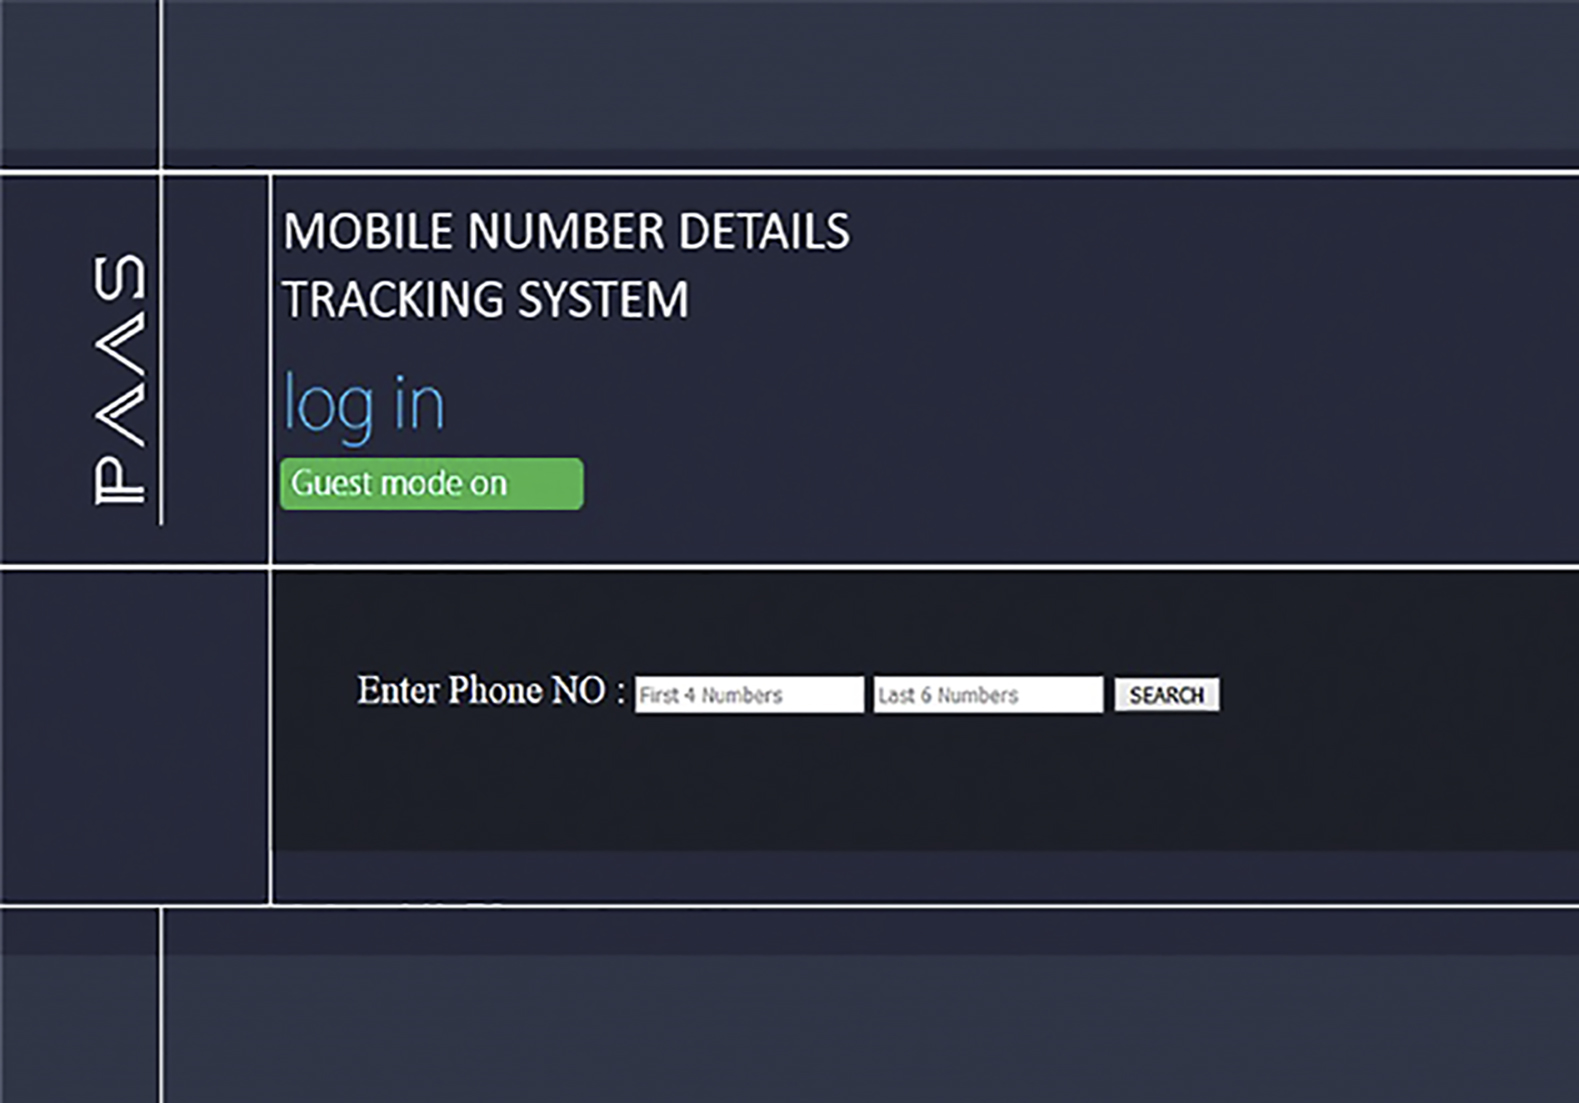 PAAS
MOBILE NUMBER DETAILS
TRACKING SYSTEM
log in
Guest mode on
Enter Phone NO : First 4 Numbers Last 6 Numbers SEARCH